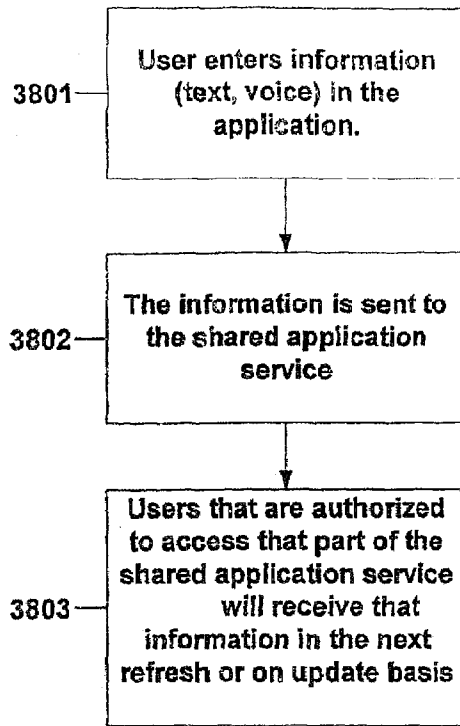 3801
User enters information
(text, voice) in the
application.
3802
The information is sent to
the shared application
service
3803
Users that are authorized
to access that part of the
shared application service
will receive that
information in the next
refresh or on update basis